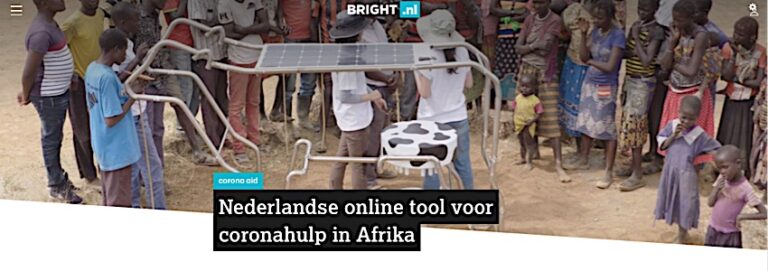 BRIGHT.nl
corona aid
Nederlandse online tool voor
coronahulp in Afrika